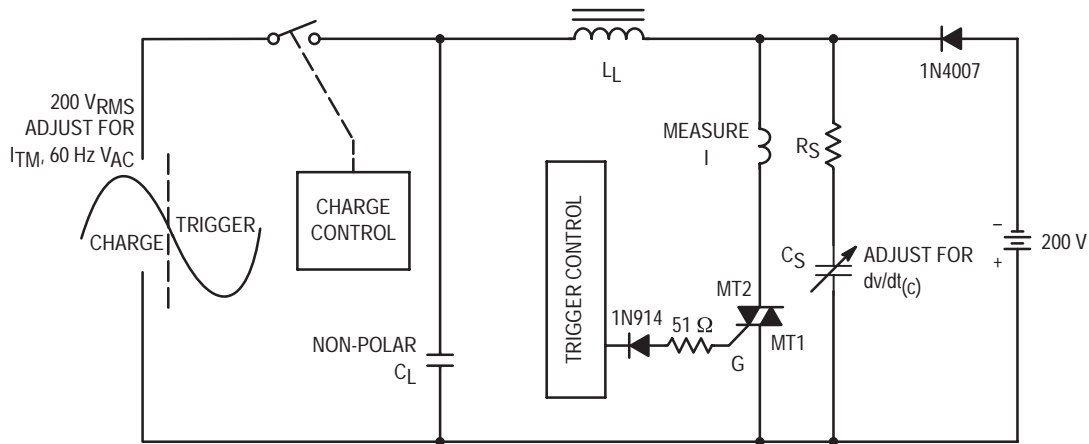 200 VRMS
ADJUST FOR
ITM, 60 Hz VAC
CHARGE
TRIGGER
CHARGE
CONTROL
NON-POLAR
CL
LL
TRIGGER CONTROL
1N914
51 Ω
G
MEASURE
I
MT2
MT1
RS
CS
ADJUST FOR
dv/dt(c)
1N4007
–
+
200 V